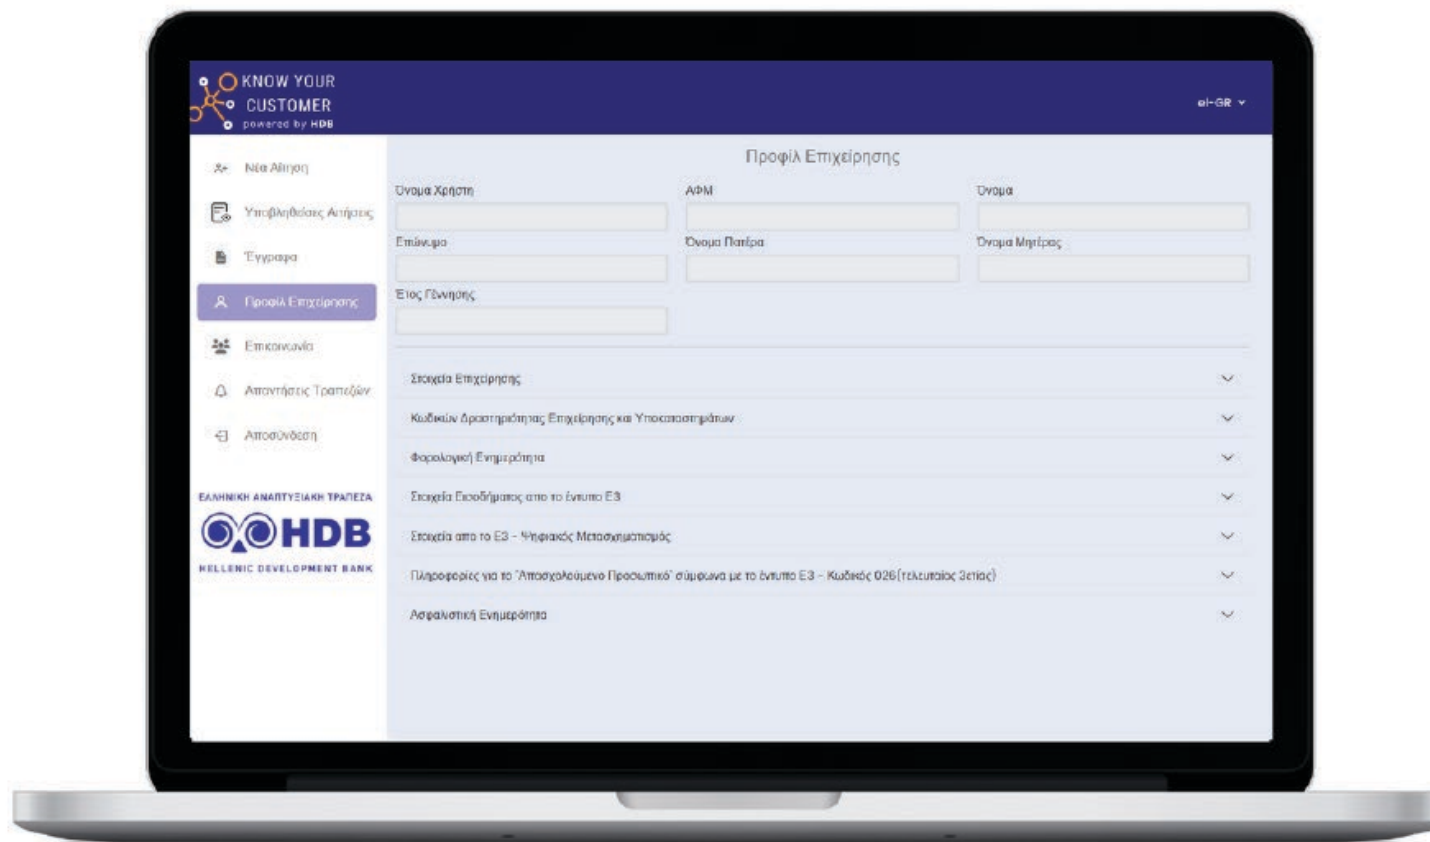 KNOW YOUR
CUSTOMER
powered by HDB
el-GR
Νέα Αίτηση
Υποβληθείσες Αιτήσεις
Έγγραφα
Προφίλ Επιχείρησης
Επικοινωνία
Απαντήσεις Τραπεζών
Αποσύνδεση
ΕΛΛΗΝΙΚΗ ΑΝΑΠΤΥΞΙΑΚΗ ΤΡΑΠΕΖΑ
HDB
HELLENIC DEVELOPMENT BANK
Προφίλ Επιχείρησης
Όνομα Χρήστη
ΑΦΜ
Όνομα
Επώνυμο
Όνομα Πατέρα
Όνομα Μητέρας
Έτος Γέννησης
Στοιχεία Επιχείρησης
Κωδικών Δραστηριότητας Επιχείρησης και Υποκαταστημάτων
Φορολογική Ενημερότητα
Στοιχεία Εισοδήματος απο το έντυπο Ε3
Στοιχεία απο το Ε3 - Ψηφιακός Μετασχηματισμός
Πληροφορίες για το "Απασχολούμενο Προσωπικό" σύμφωνα με το έντυπο Ε3 - Κωδικός 026(τελευταίας 3ετίας)
Ασφαλιστική Ενημερότητα